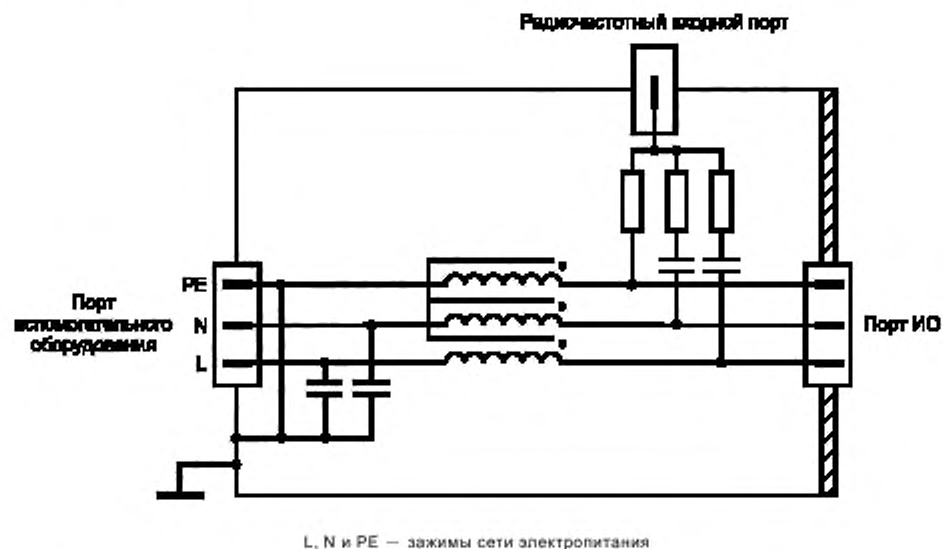 Радиочастотный входной порт
PE
Порт
вспомогательного
оборудования
N
L
Порт ИО
L, N и PE — зажимы сети электропитания